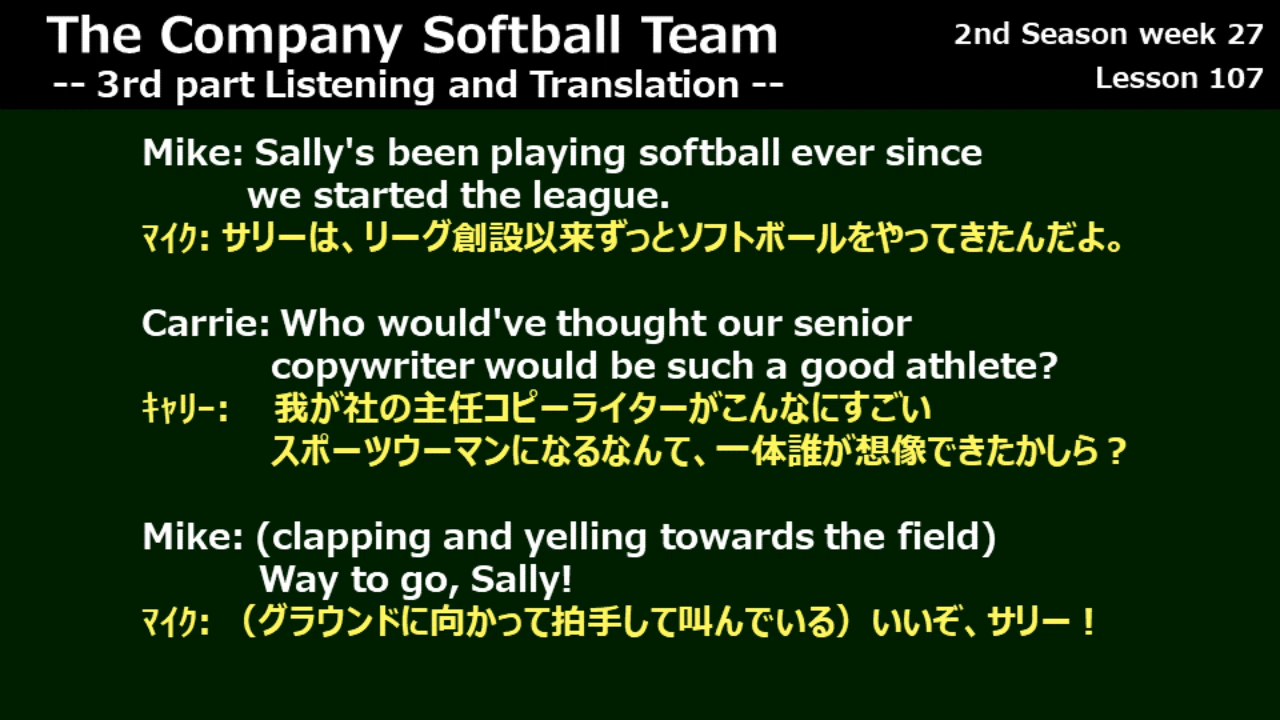 The Company Softball Team
2nd Season week 27
-- 3rd part Listening and Translation --
Lesson 107
Mike: Sally's been playing softball ever since
we started the league.
ﾏｲｸ: サリーは、リーグ創設以来ずっとソフトボールをやってきたんだよ。
Carrie: Who would've thought our senior
copywriter would be such a good athlete?
ｷｬﾘｰ: 我が社の主任コピーライターがこんなにすごい
スポーツウーマンになるなんて、一体誰が想像できたかしら？
Mike: (clapping and yelling towards the field)
Way to go, Sally!
ﾏｲｸ: （グラウンドに向かって拍手して叫んでいる）いいぞ、サリー！